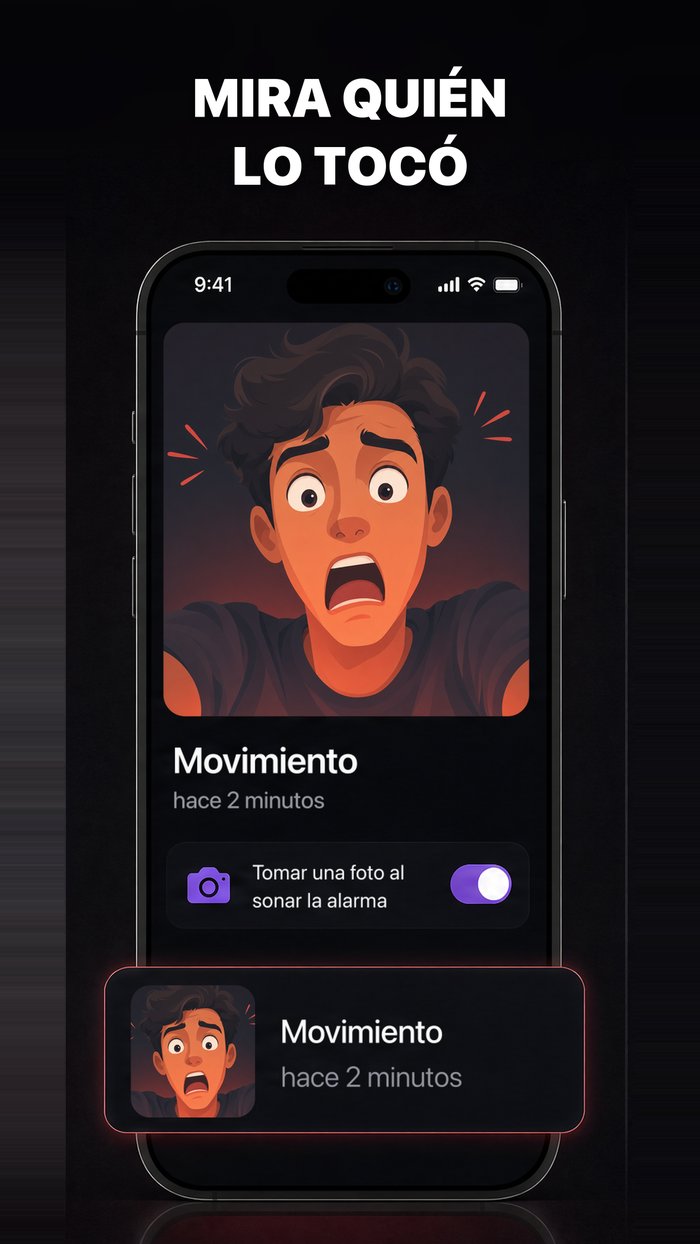 MIRA QUIÉN
LO TOCÓ
9:41
Movimiento
hace 2 minutos
Tomar una foto al
sonar la alarma
Movimiento
hace 2 minutos